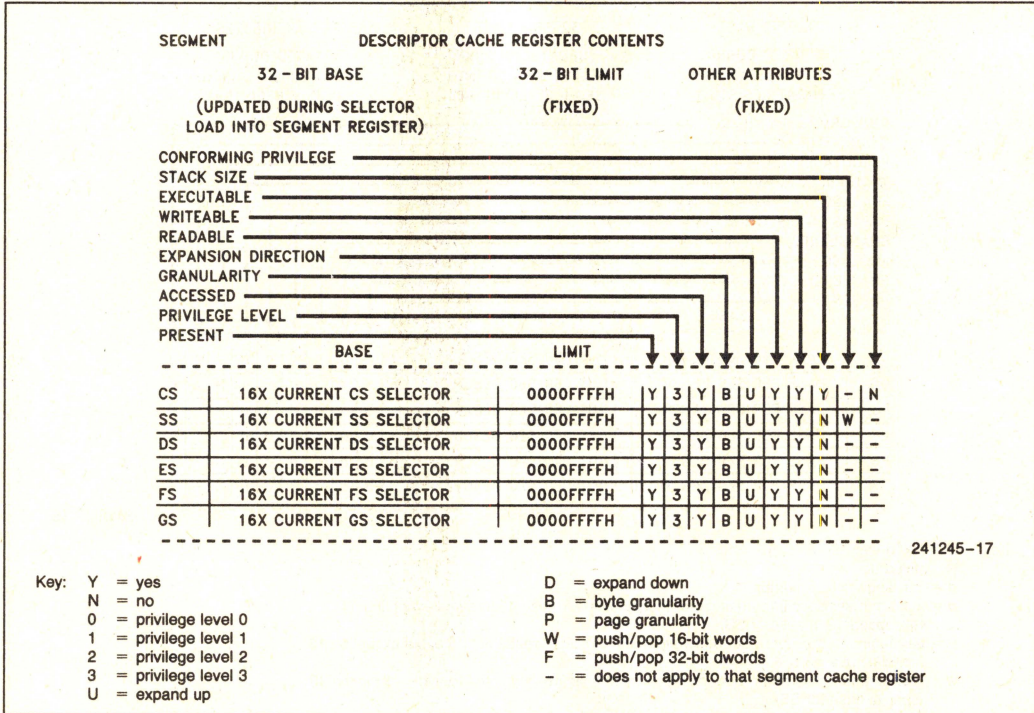 SEGMENT DESCRIPTOR CACHE REGISTER CONTENTS
32 – BIT BASE 32 – BIT LIMIT OTHER ATTRIBUTES
(UPDATED DURING SELECTOR (FIXED) (FIXED)
LOAD INTO SEGMENT REGISTER)
CONFORMING PRIVILEGE
STACK SIZE
EXECUTABLE
WRITEABLE
READABLE
EXPANSION DIRECTION
GRANULARITY
ACCESSED
PRIVILEGE LEVEL
PRESENT
BASE LIMIT
CS 16X CURRENT CS SELECTOR 0000FFFFH Y 3 Y B U Y Y Y – N
SS 16X CURRENT SS SELECTOR 0000FFFFH Y 3 Y B U Y Y N W –
DS 16X CURRENT DS SELECTOR 0000FFFFH Y 3 Y B U Y Y N – –
ES 16X CURRENT ES SELECTOR 0000FFFFH Y 3 Y B U Y Y N – –
FS 16X CURRENT FS SELECTOR 0000FFFFH Y 3 Y B U Y Y N – –
GS 16X CURRENT GS SELECTOR 0000FFFFH Y 3 Y B U Y Y N – –
241245–17
Key: Y = yes
N = no
0 = privilege level 0
1 = privilege level 1
2 = privilege level 2
3 = privilege level 3
U = expand up
D = expand down
B = byte granularity
P = page granularity
W = push/pop 16-bit words
F = push/pop 32-bit dwords
– = does not apply to that segment cache register